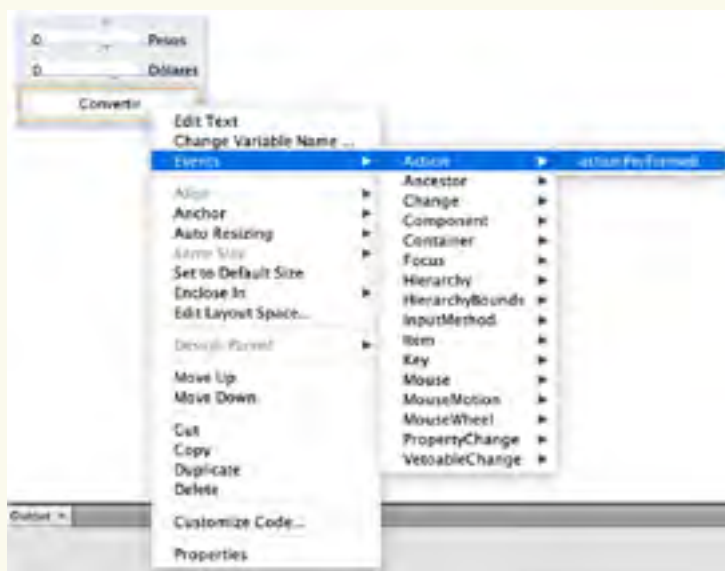 0 Pesos
0 Dólares
Convertir
Edit Text
Change Variable Name ...
Events
Align
Anchor
Auto Resizing
Same Size
Set to Default Size
Enclose In
Edit Layout Space...
Design Parent
Move Up
Move Down
Cut
Copy
Duplicate
Delete
Customize Code...
Properties
Action
Ancestor
Change
Component
Container
Focus
Hierarchy
HierarchyBounds
InputMethod
Item
Key
Mouse
MouseMotion
MouseWheel
PropertyChange
VetoableChange
actionPerformed
Output